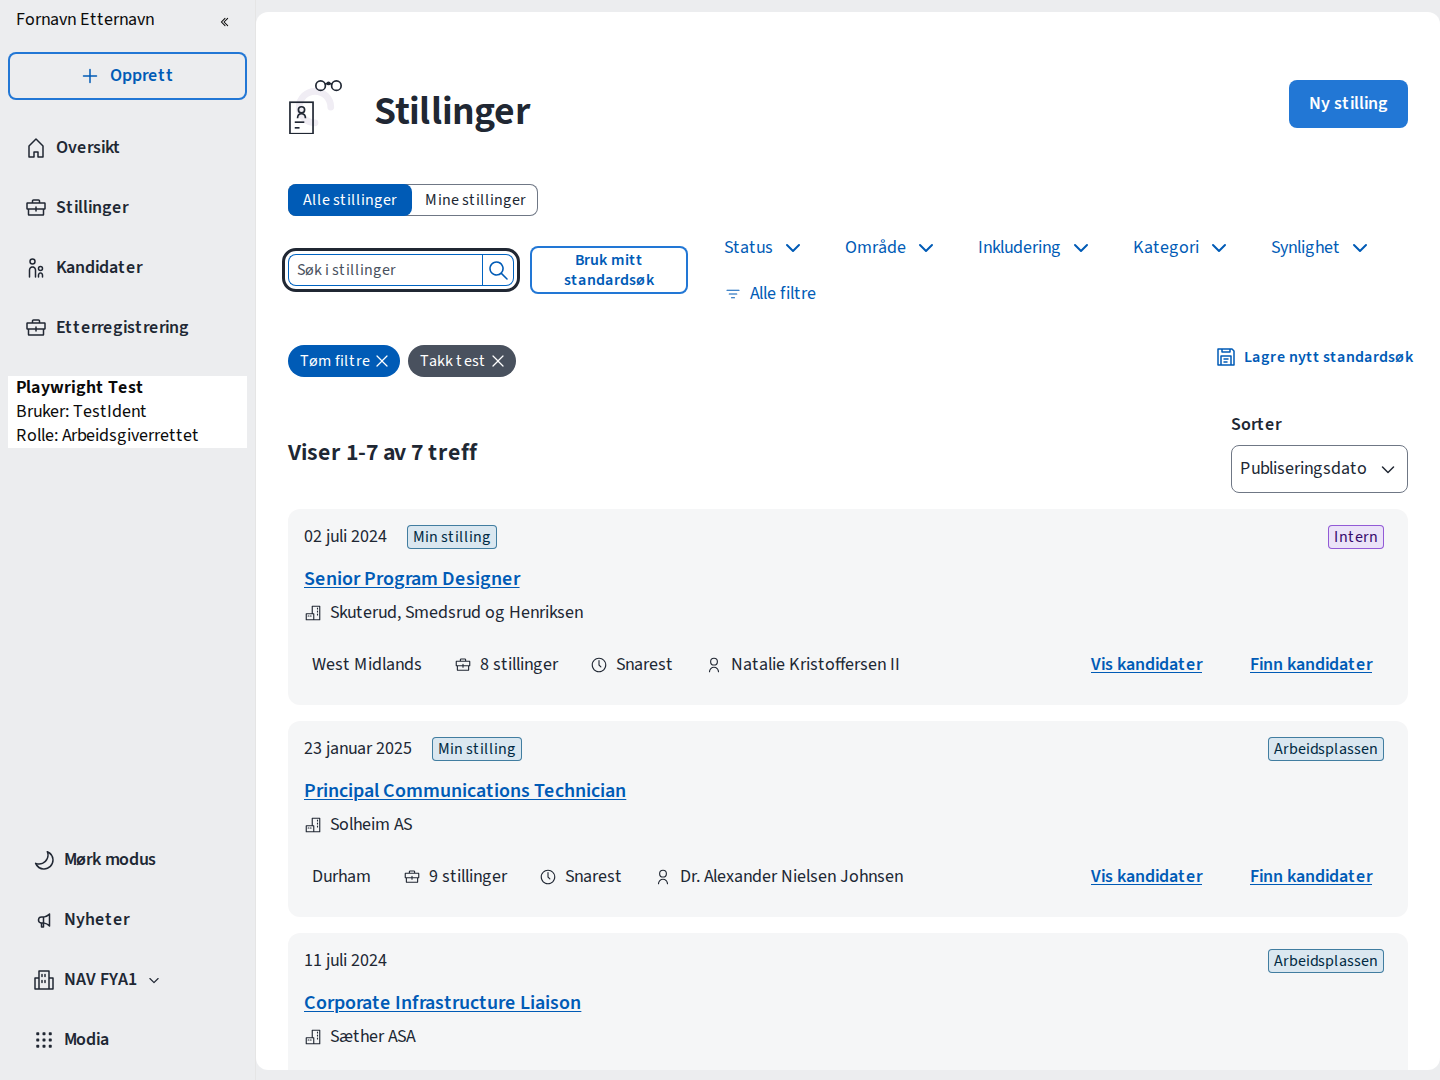 Fornavn Etternavn
Opprett
Oversikt
Stillinger
Kandidater
Etterregistrering
Playwright Test
Bruker: TestIdent
Rolle: Arbeidsgiverrettet
Mørk modus
Nyheter
NAV FYA1
Modia
Stillinger
Ny stilling
Alle stillinger
Mine stillinger
Søk i stillinger
Bruk mitt
standardsøk
Status
Område
Inkludering
Kategori
Synlighet
Alle filtre
Tøm filtre
Takk test
Lagre nytt standardsøk
Viser 1-7 av 7 treff
Sorter
Publiseringsdato
02 juli 2024
Min stilling
Intern
Senior Program Designer
Skuterud, Smedsrud og Henriksen
West Midlands
8 stillinger
Snarest
Natalie Kristoffersen II
Vis kandidater
Finn kandidater
23 januar 2025
Min stilling
Arbeidsplassen
Principal Communications Technician
Solheim AS
Durham
9 stillinger
Snarest
Dr. Alexander Nielsen Johnsen
Vis kandidater
Finn kandidater
11 juli 2024
Arbeidsplassen
Corporate Infrastructure Liaison
Sæther ASA